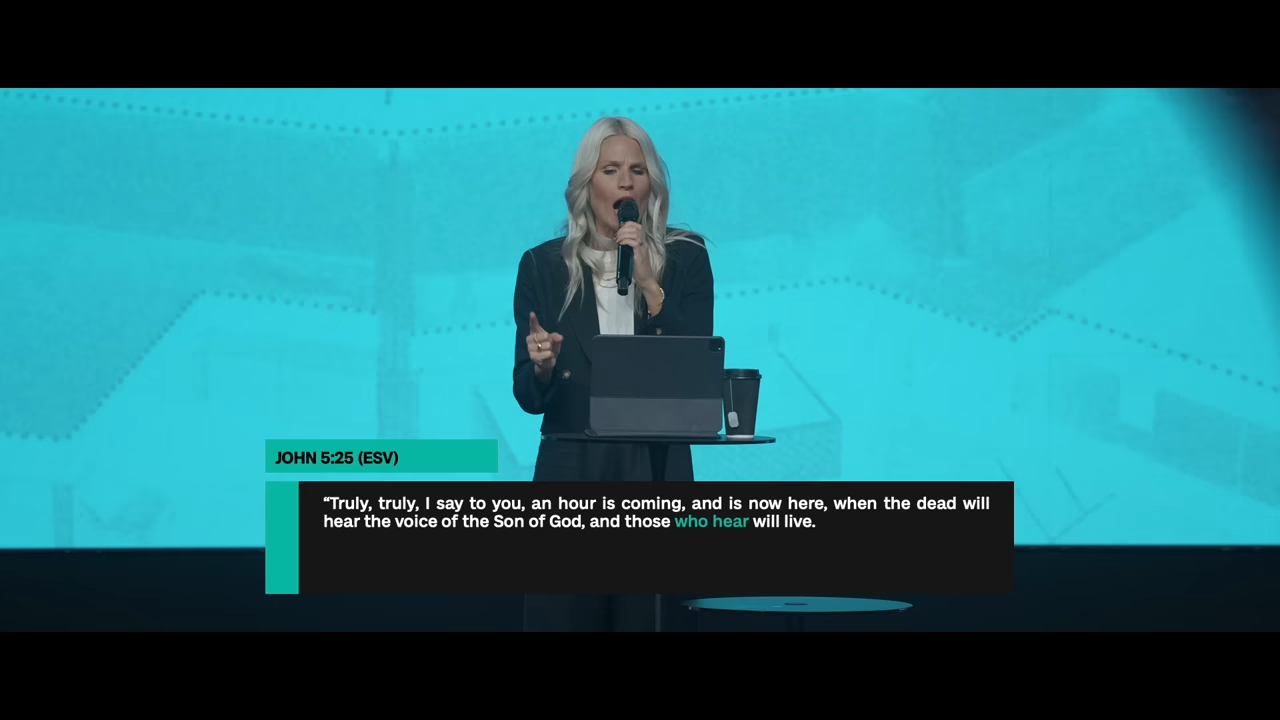 JOHN 5:25 (ESV)
“Truly, truly, I say to you, an hour is coming, and is now here, when the dead will
hear the voice of the Son of God, and those who hear will live.